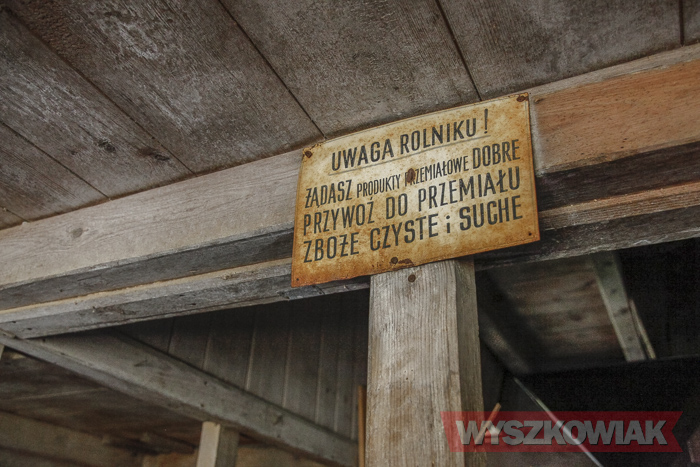 UWAGA ROLNIKU!
ŻĄDASZ PRODUKTY PRZEMIAŁOWE DOBRE
PRZYWOŹ DO PRZEMIAŁU
ZBOŻE CZYSTE i SUCHE
WYSZKOWIAK